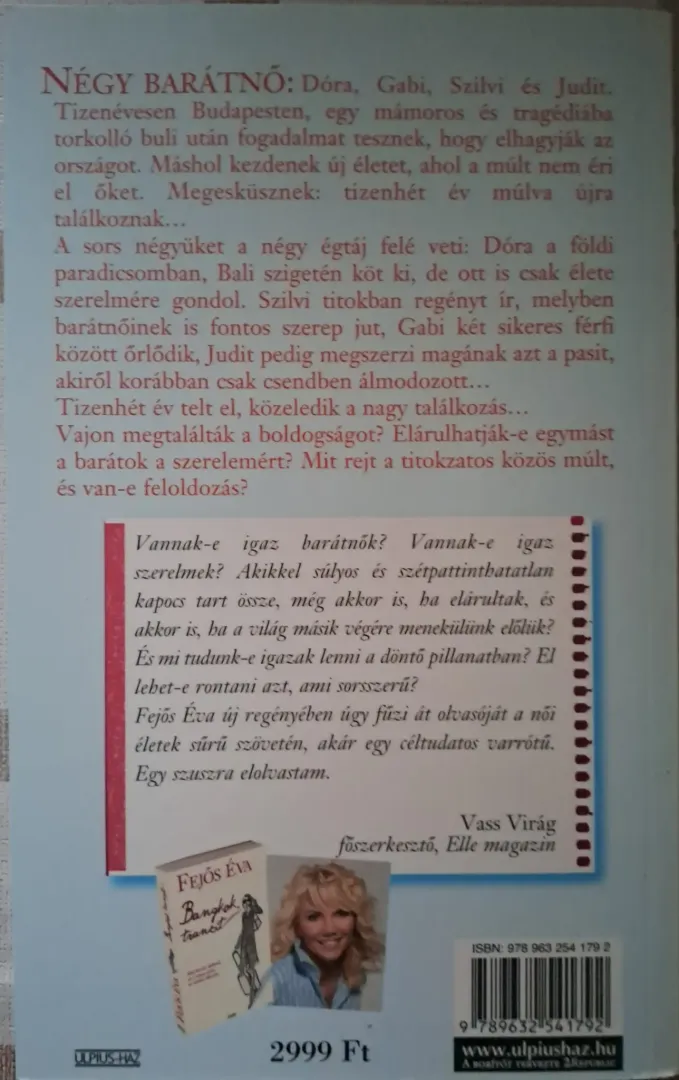 NÉGY BARÁTNŐ: Dóra, Gabi, Szilvi és Judit.
Tizenévesen Budapesten, egy mámoros és tragédiába
torkolló buli után fogadalmat tesznek, hogy elhagyják az
országot. Máshol kezdenek új életet, ahol a múlt nem éri
el őket. Megesküsznek: tizenhét év múlva újra
találkoznak...
A sors négyüket a négy égtáj felé veti: Dóra a földi
paradicsomban, Bali szigetén köt ki, de ott is csak élete
szerelmére gondol. Szilvi titokban regényt ír, melyben
barátnőinek is fontos szerep jut, Gabi két sikeres férfi
között őrlődik, Judit pedig megszerzi magának azt a pasit,
akiről korábban csak csendben álmodozott...
Tizenhét év telt el, közeledik a nagy találkozás...
Vajon megtalálták a boldogságot? Elárulhatják-e egymást
a barátok a szerelemért? Mit rejt a titokzatos közös múlt,
és van-e feloldozás?
Vannak-e igaz barátnők? Vannak-e igaz
szerelmek? Akikkel súlyos és szétpattinthatatlan
kapocs tart össze, még akkor is, ha elárultak, és
akkor is, ha a világ másik végére menekülünk előlük?
És mi tudunk-e igazak lenni a döntő pillanatban? El
lehet-e rontani azt, ami sorsszerű?
Fejős Éva új regényében úgy fűzi át olvasóját a női
életek sűrű szövetén, akár egy céltudatos varrótű.
Egy szuszra elolvastam.
Vass Virág
főszerkesztő, Elle magazin
FEJŐS ÉVA
Bangkok
tranzit
ISBN: 978 963 254 179 2
9 789632 541792
www.ulpiushaz.hu
A BORÍTÓT TERVEZTE 2REPUBLIC
ULPIUS-HÁZ
2999 Ft